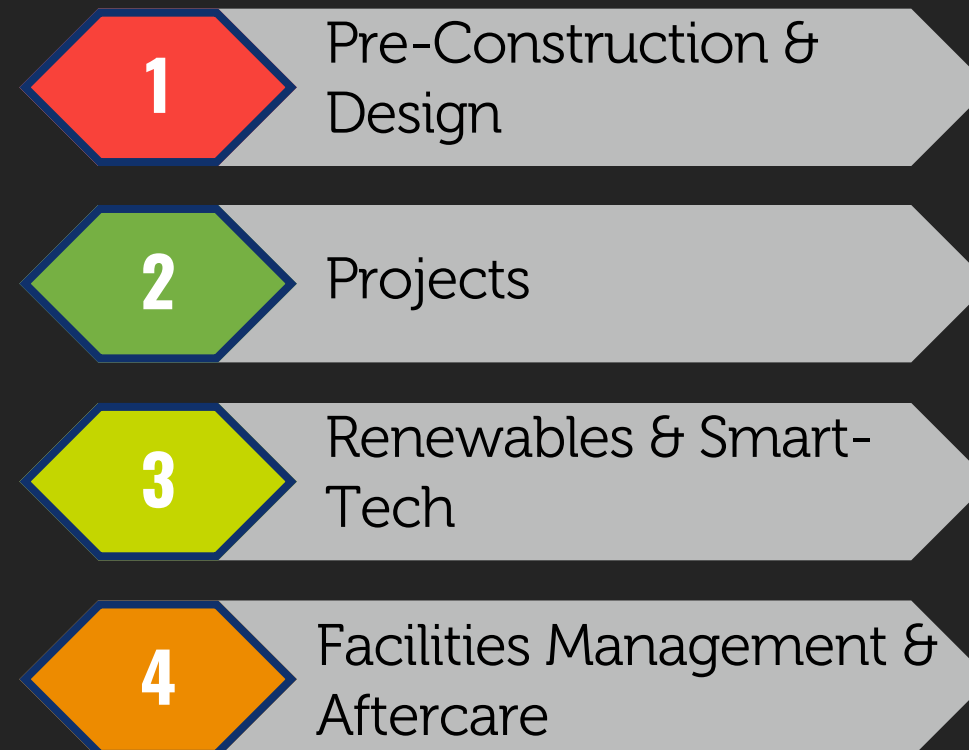 1
Pre-Construction &
Design
2
Projects
3
Renewables & Smart-
Tech
4
Facilities Management &
Aftercare